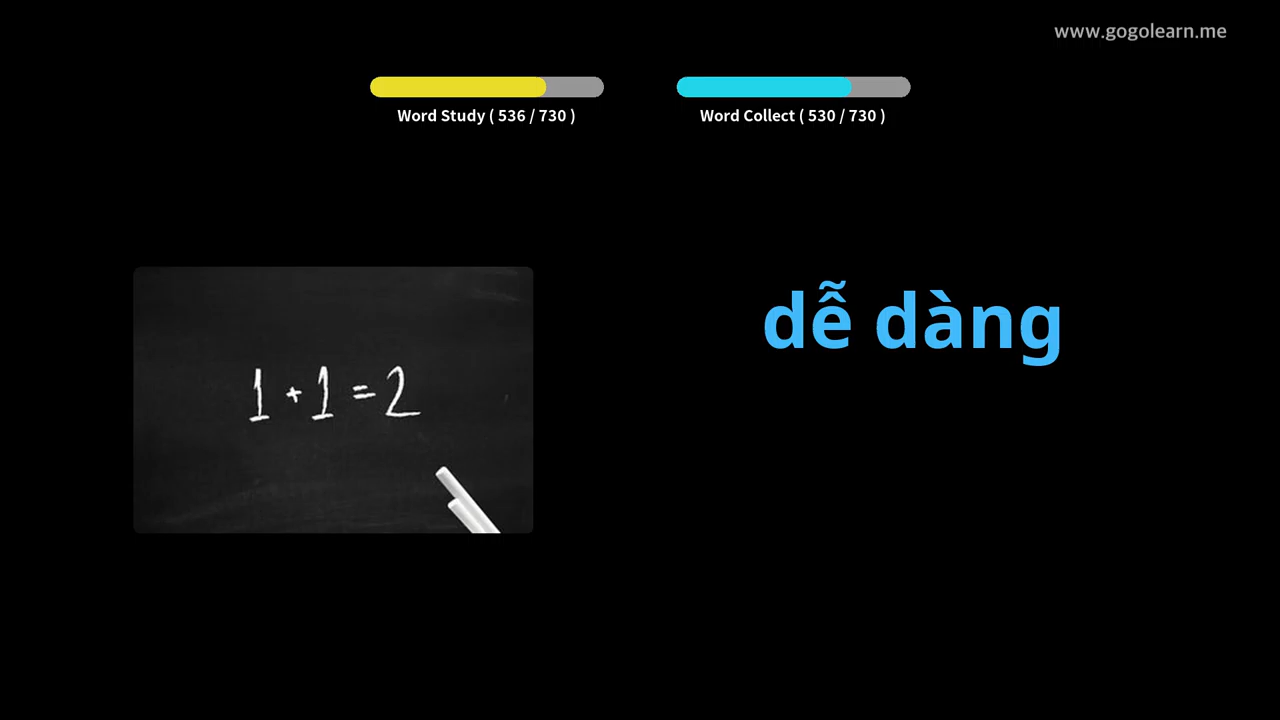 www.gogolearn.me
Word Study ( 536 / 730 )
Word Collect ( 530 / 730 )
dễ dàng
1 + 1 = 2